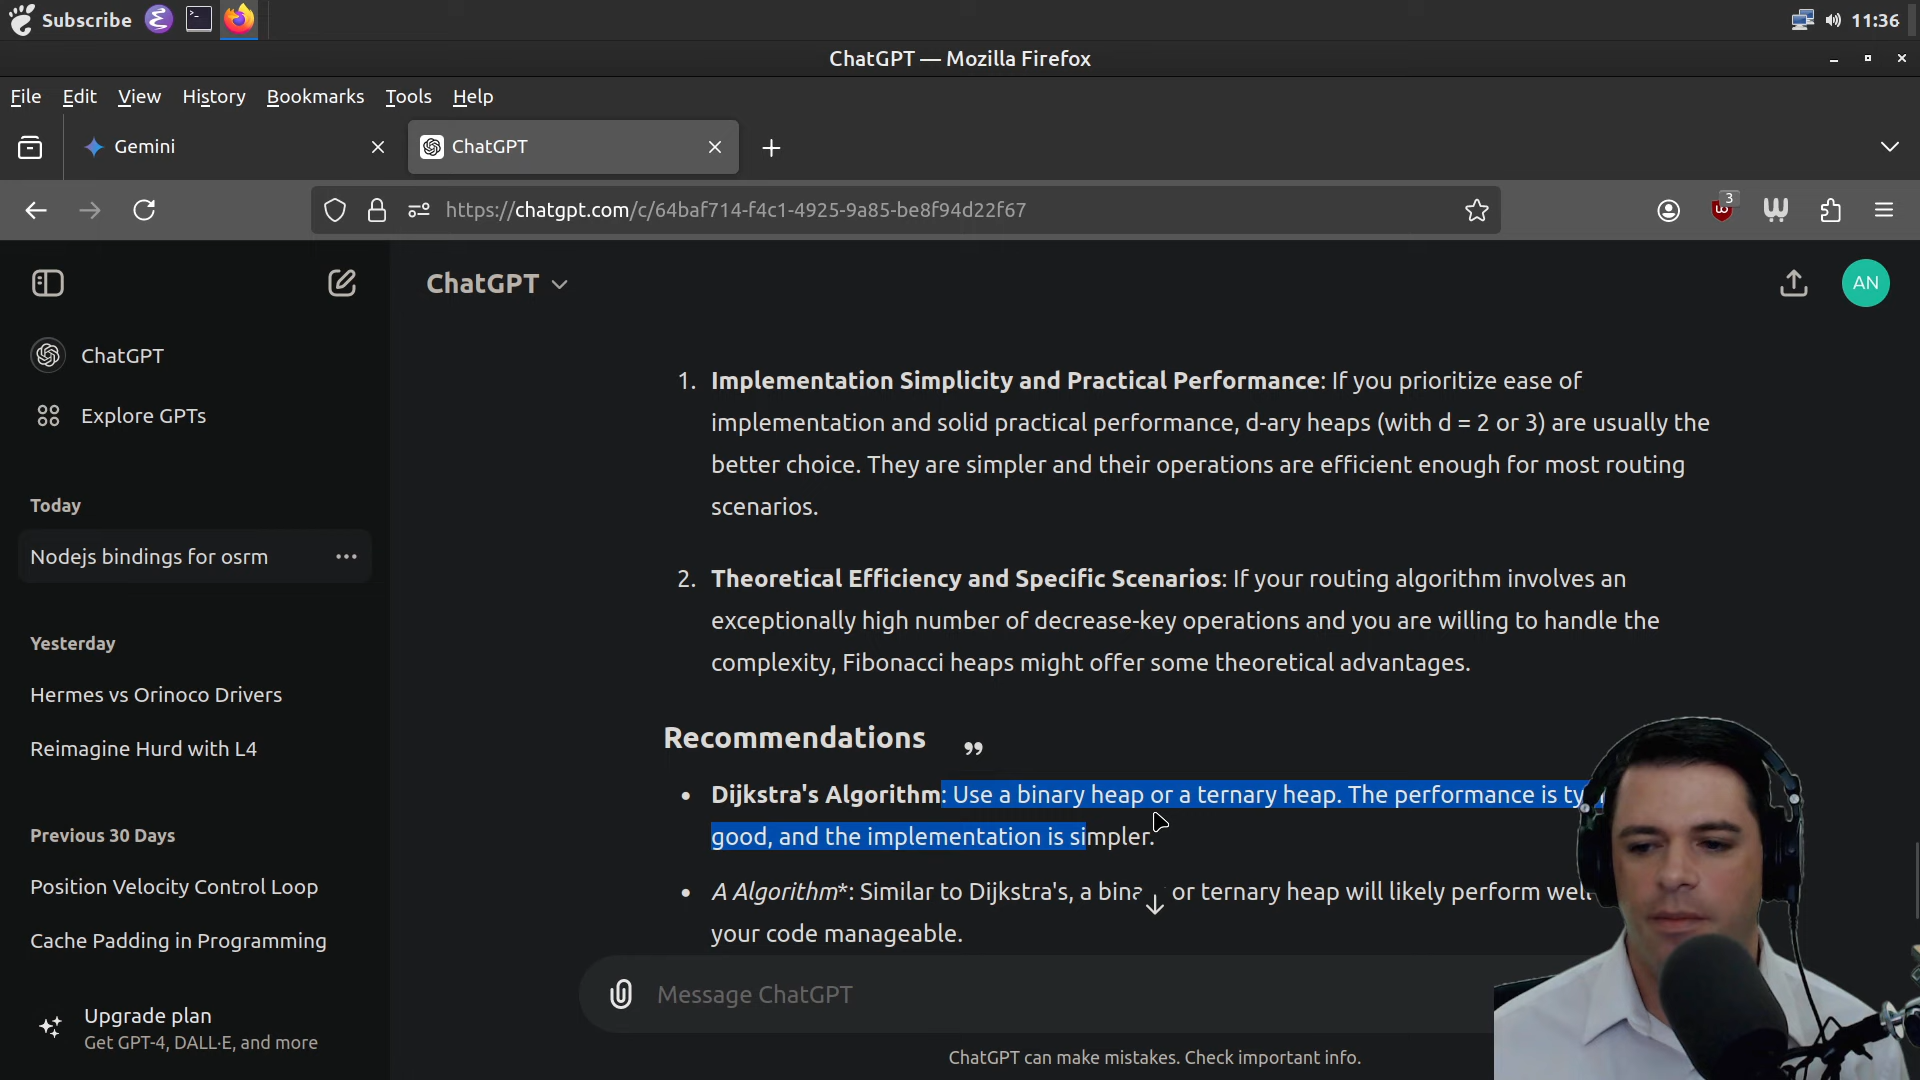 Subscribe
11:36
ChatGPT — Mozilla Firefox
File Edit View History Bookmarks Tools Help
Gemini
ChatGPT
3
https://chatgpt.com/c/64baf714-f4c1-4925-9a85-be8f94d22f67
ChatGPT
AN
ChatGPT
Explore GPTs
Today
Nodejs bindings for osrm
Yesterday
Hermes vs Orinoco Drivers
Reimagine Hurd with L4
Previous 30 Days
Position Velocity Control Loop
Cache Padding in Programming
Upgrade plan
Get GPT-4, DALL·E, and more
1. Implementation Simplicity and Practical Performance: If you prioritize ease of
implementation and solid practical performance, d-ary heaps (with d = 2 or 3) are usually the
better choice. They are simpler and their operations are efficient enough for most routing
scenarios.
2. Theoretical Efficiency and Specific Scenarios: If your routing algorithm involves an
exceptionally high number of decrease-key operations and you are willing to handle the
complexity, Fibonacci heaps might offer some theoretical advantages.
Recommendations
• Dijkstra's Algorithm: Use a binary heap or a ternary heap. The performance is
good, and the implementation is simpler.
• A Algorithm*: Similar to Dijkstra's, a or ternary heap will likely perform
your code manageable.
Message ChatGPT
ChatGPT can make mistakes. Check important info.